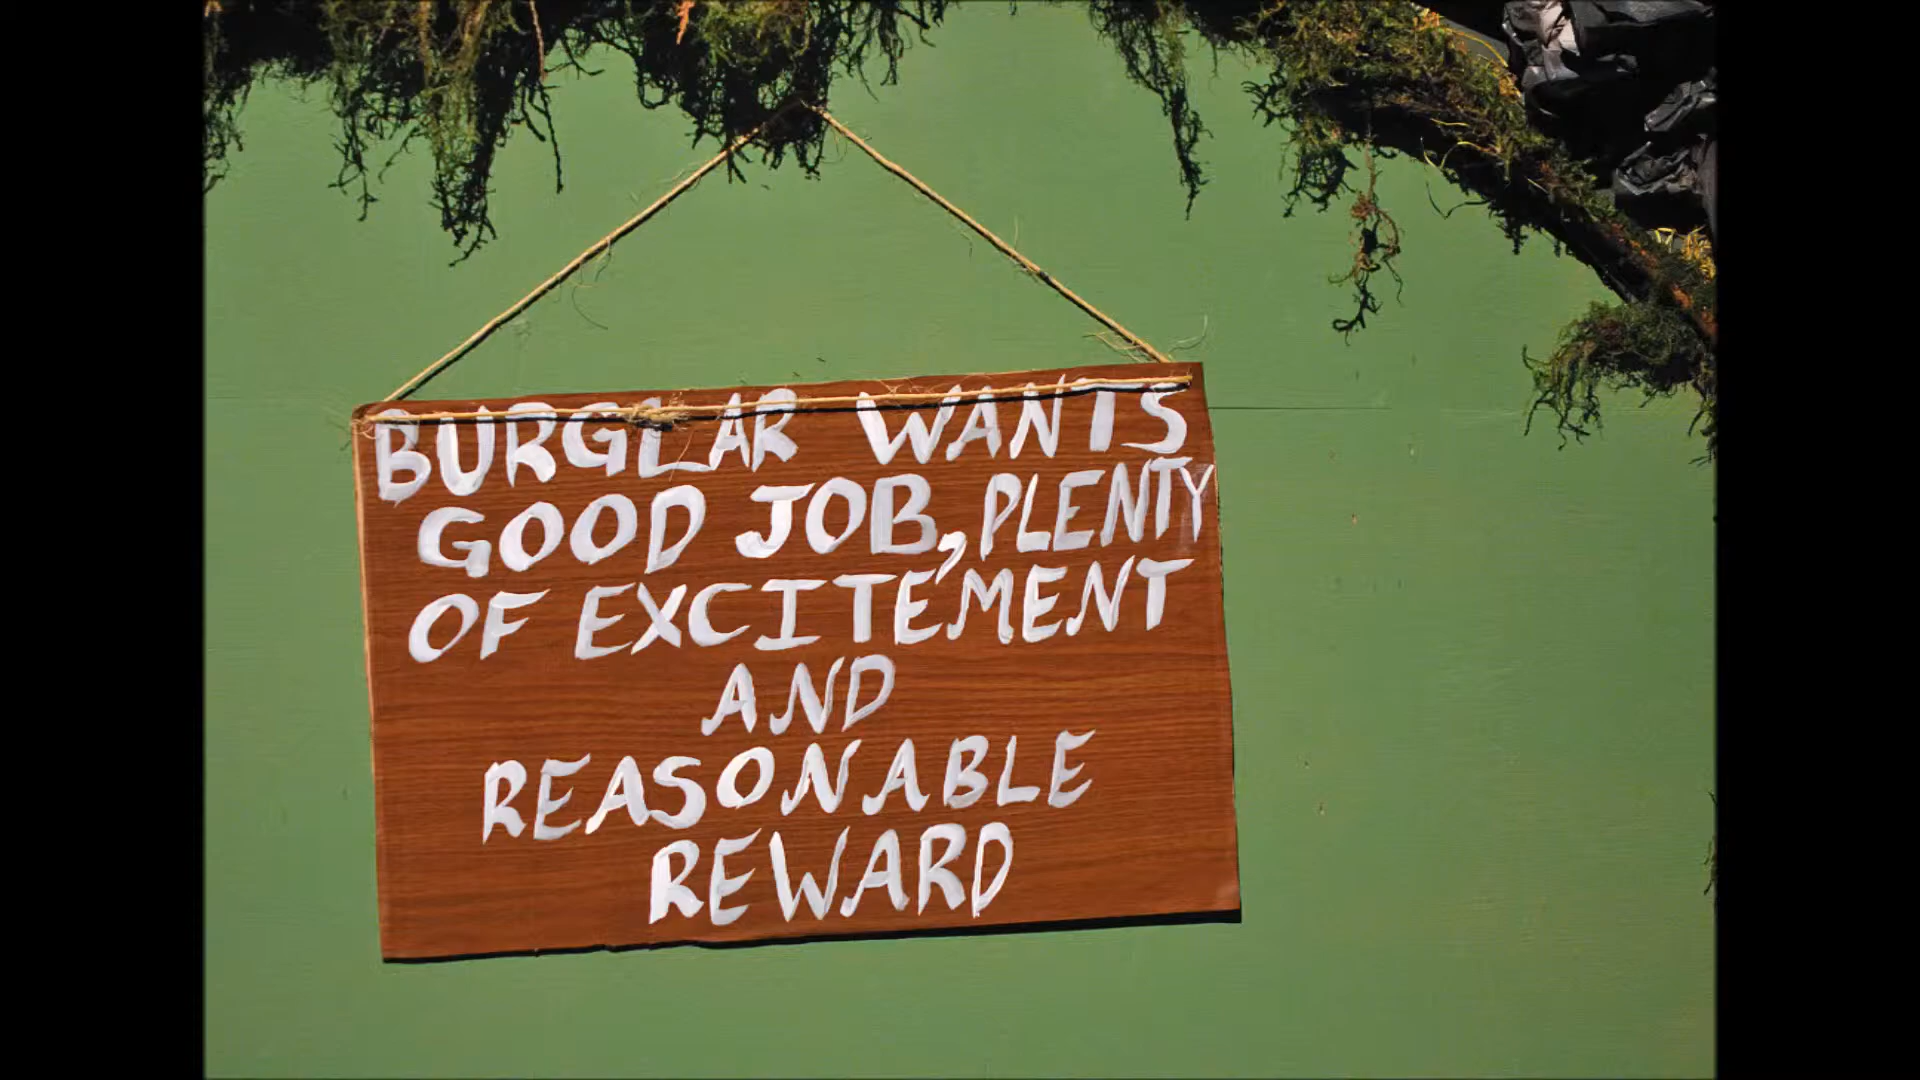 BURGLAR WANTS
GOOD JOB, PLENTY
OF EXCITEMENT
AND
REASONABLE
REWARD